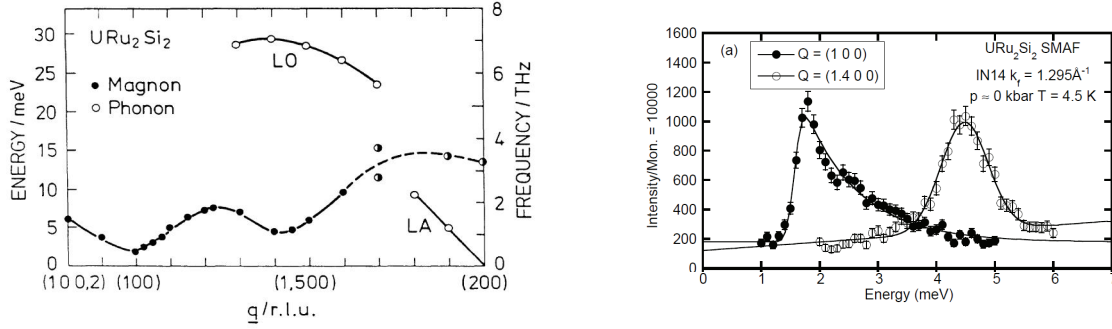 30
25
20
15
10
5
0
ENERGY/meV
URu₂Si₂
● Magnon
○ Phonon
LO
LA
8
6
4
2
0
FREQUENCY/THz
(1 0 0,2)
(100)
(1,500)
(200)
q/r.l.u.
(a)
Q = (1 0 0)
Q = (1.4 0 0)
URu₂Si₂ SMAF
IN14 k_f = 1.295Å⁻¹
p ≈ 0 kbar T = 4.5 K
1600
1400
1200
1000
800
600
400
200
0
Intensity/Mon. = 10000
0 1 2 3 4 5 6 7
Energy (meV)